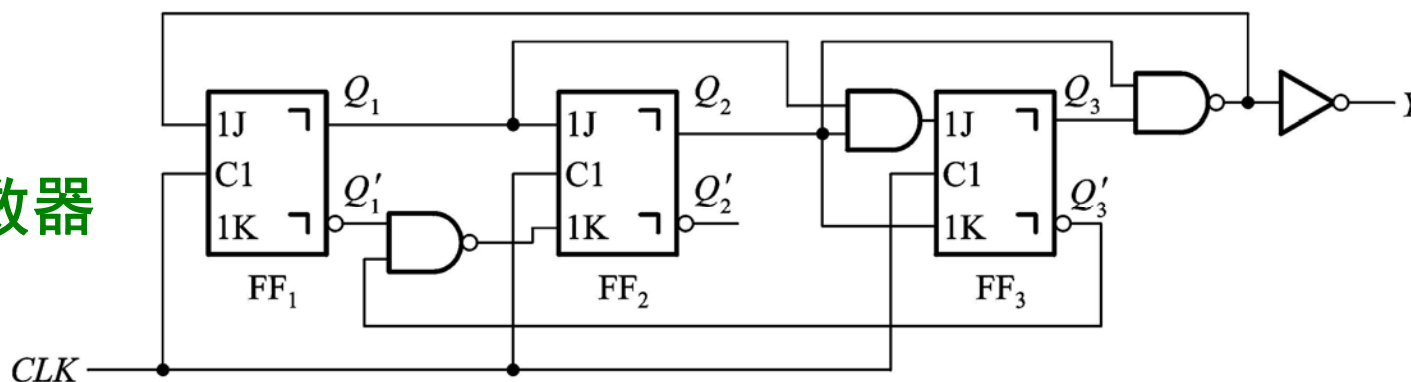 Q₁ Q₂ Q₃
1J 1J 1J Y
C1 C1 C1
数器 Q′₁ Q′₂ Q′₃
1K 1K 1K
FF₁ FF₂ FF₃
CLK